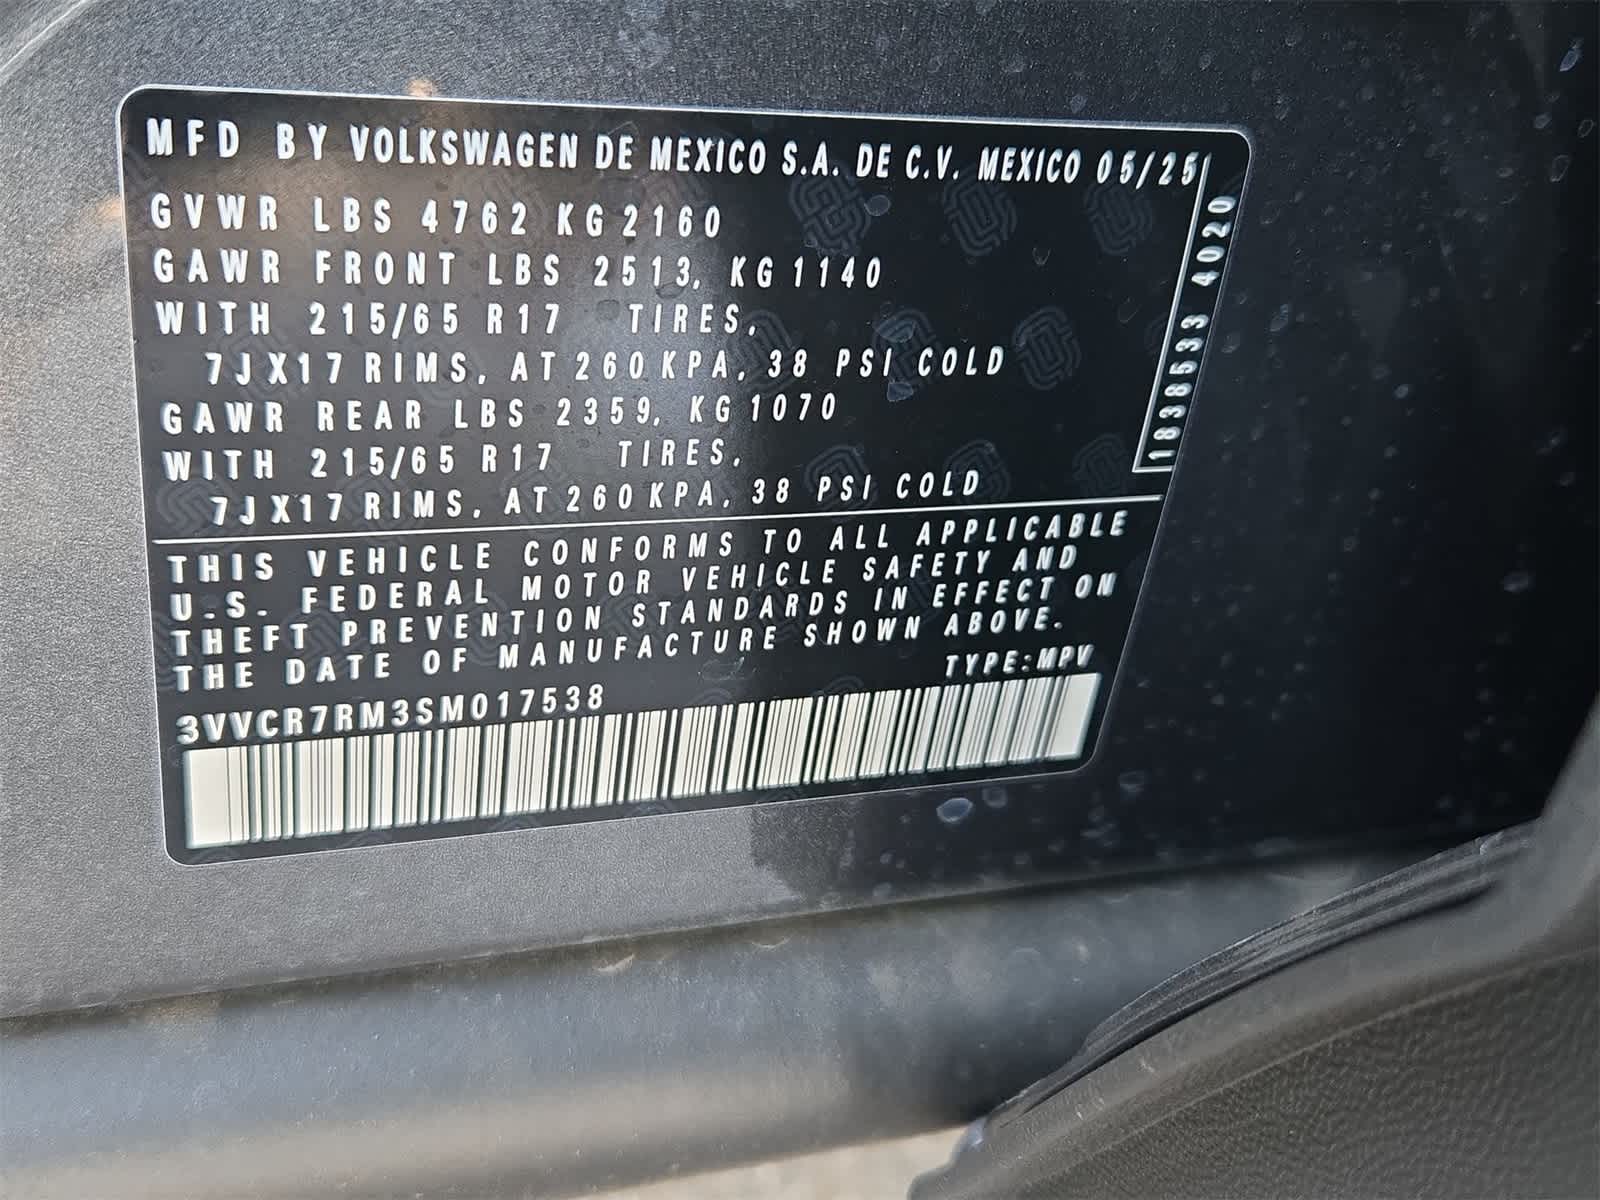 MFD BY VOLKSWAGEN DE MEXICO S.A. DE C.V. MEXICO 05/25
GVWR LBS 4762 KG 2160
GAWR FRONT LBS 2513, KG 1140
WITH 215/65 R17 TIRES,
7JX17 RIMS, AT 260 KPA, 38 PSI COLD
GAWR REAR LBS 2359, KG 1070
WITH 215/65 R17 TIRES,
7JX17 RIMS, AT 260 KPA, 38 PSI COLD
1838533 4020
THIS VEHICLE CONFORMS TO ALL APPLICABLE
U.S. FEDERAL MOTOR VEHICLE SAFETY AND
THEFT PREVENTION STANDARDS IN EFFECT ON
THE DATE OF MANUFACTURE SHOWN ABOVE.
TYPE:MPV
3VVCR7RM3SM017538